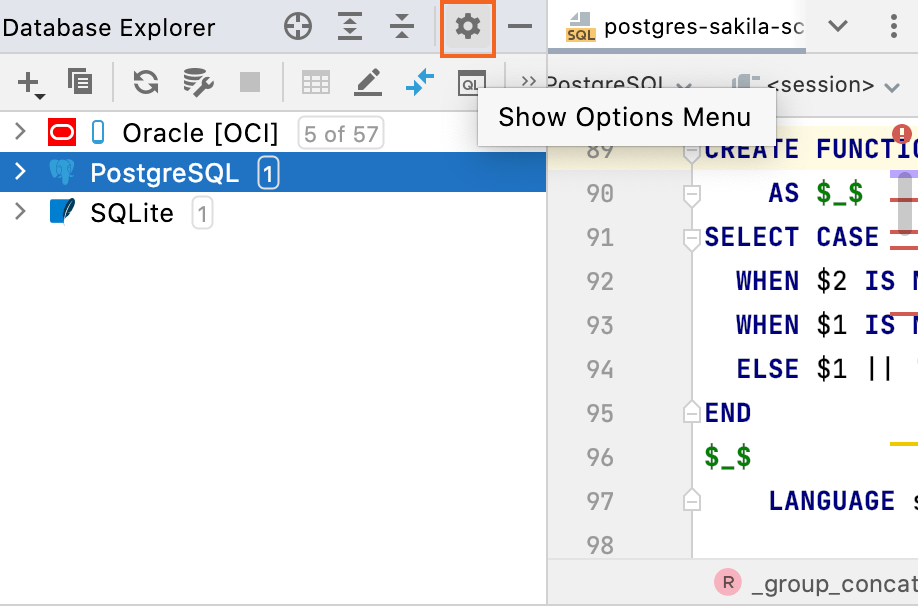 Database Explorer
SQL
postgres-sakila-sc
QL
PostgreSQL
<session>
Show Options Menu
Oracle [OCI] 5 of 57
PostgreSQL 1
SQLite 1
89 CREATE FUNCTIO
90 AS $_$
91 SELECT CASE
92 WHEN $2 IS N
93 WHEN $1 IS N
94 ELSE $1 ||
95 END
96 $_$
97 LANGUAGE s
98
R _group_concat